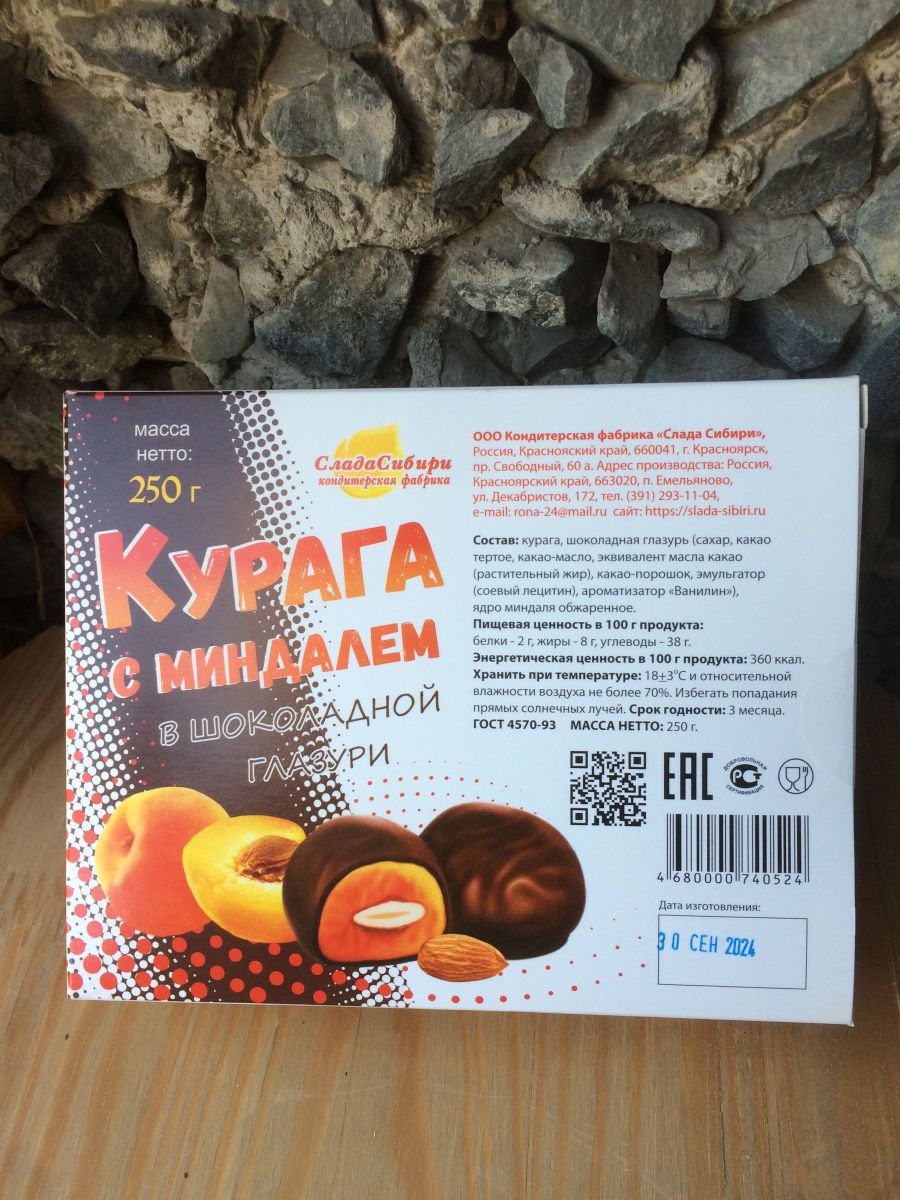 масса
нетто:
250 г
СладаСибири
кондитерская фабрика
КУРАГА
С МИНДАЛЕМ
В ШОКОЛАДНОЙ
ГЛАЗУРИ
ООО Кондитерская фабрика «Слада Сибири»,
Россия, Красноярский край, 660041, г. Красноярск,
пр. Свободный, 60 а. Адрес производства: Россия,
Красноярский край, 663020, п. Емельяново,
ул. Декабристов, 172, тел. (391) 293-11-04,
e-mail: rona-24@mail.ru сайт: https://slada-sibiri.ru
Состав: курага, шоколадная глазурь (сахар, какао
тертое, какао-масло, эквивалент масла какао
(растительный жир), какао-порошок, эмульгатор
(соевый лецитин), ароматизатор «Ванилин»),
ядро миндаля обжаренное.
Пищевая ценность в 100 г продукта:
белки - 2 г, жиры - 8 г, углеводы - 38 г.
Энергетическая ценность в 100 г продукта: 360 ккал.
Хранить при температуре: 18±3°С и относительной
влажности воздуха не более 70%. Избегать попадания
прямых солнечных лучей. Срок годности: 3 месяца.
ГОСТ 4570-93 МАССА НЕТТО: 250 г.
EAC
ДОБРОВОЛЬНАЯ
РСТ
СЕРТИФИКАЦИЯ
4 680000 740524
Дата изготовления:
30 СЕН 2024